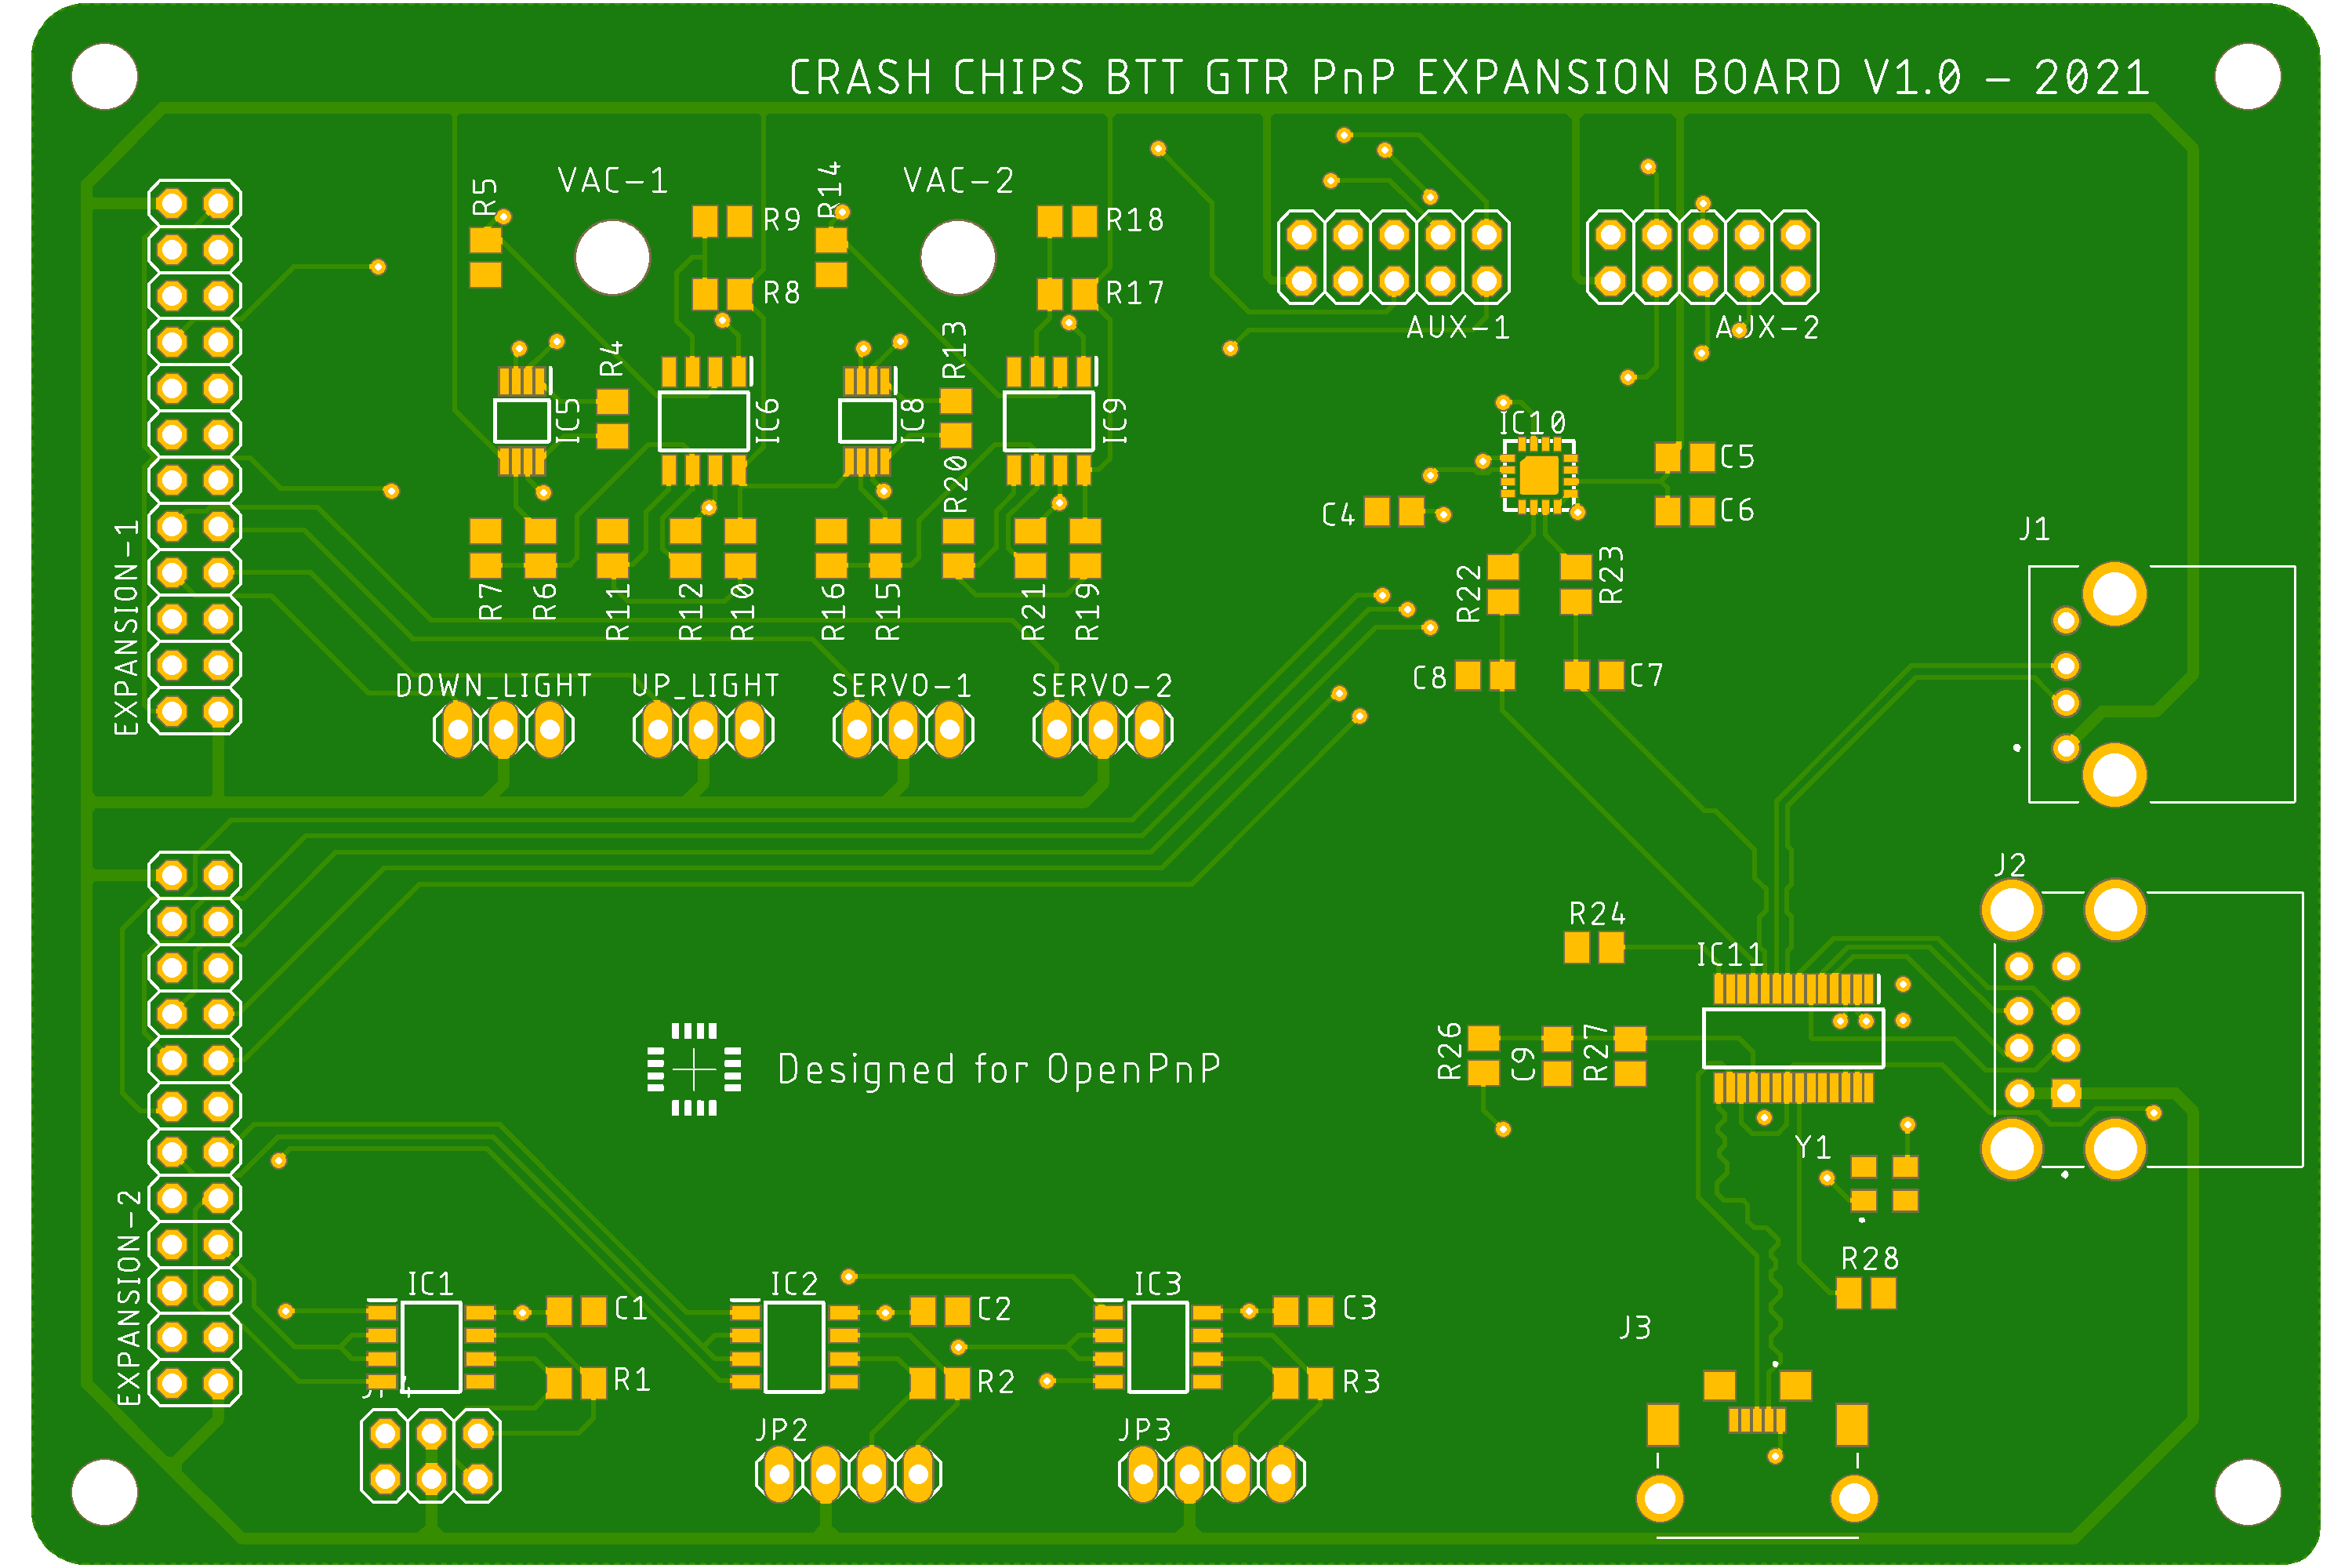 CRASH CHIPS BTT GTR PnP EXPANSION BOARD V1.0 - 2021
VAC-1
VAC-2
R5
R14
R9
R18
R8
R17
AUX-1
AUX-2
R4
R13
IC5
IC6
IC8
IC9
IC10
C5
R20
C4
C6
J1
EXPANSION-1
R7
R6
R11
R12
R10
R16
R15
R21
R19
R22
R23
DOWN_LIGHT
UP_LIGHT
SERVO-1
SERVO-2
C8
C7
J2
R24
IC11
R26
C9
R27
Designed for OpenPnP
Y1
EXPANSION-2
R28
IC1
IC2
IC3
C1
C2
C3
J3
R1
R2
R3
JP2
JP3